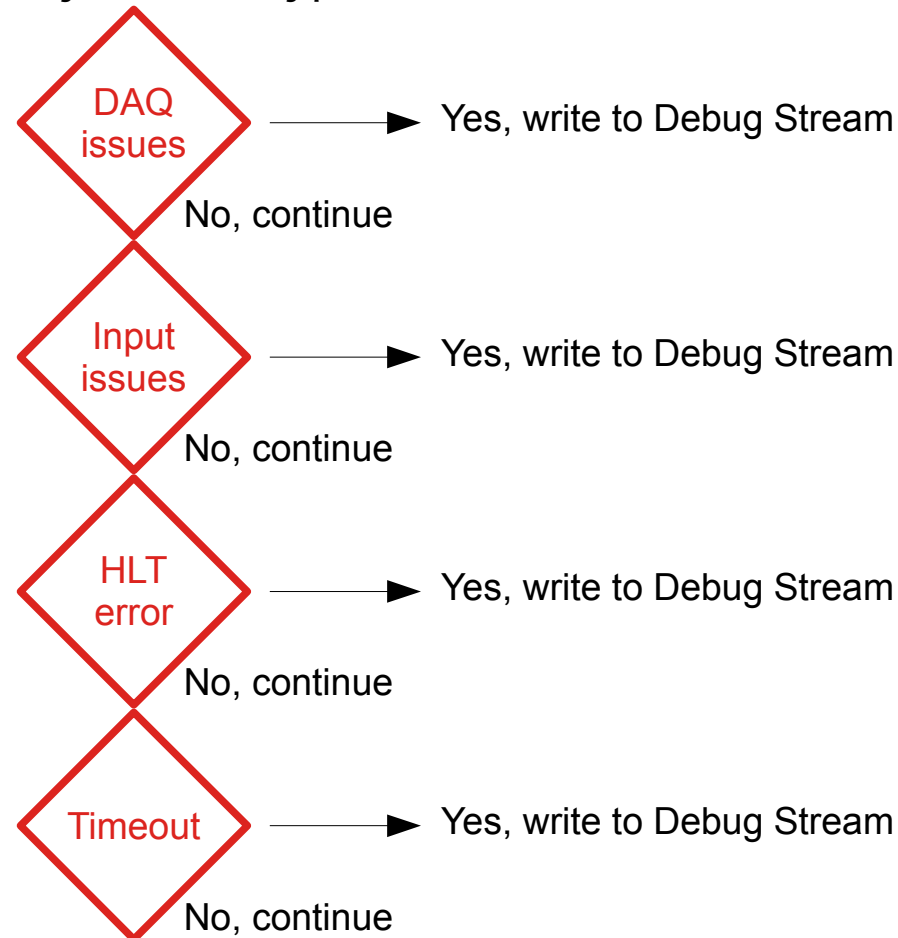 DAQ
issues
Yes, write to Debug Stream
No, continue
Input
issues
Yes, write to Debug Stream
No, continue
HLT
error
Yes, write to Debug Stream
No, continue
Timeout
Yes, write to Debug Stream
No, continue